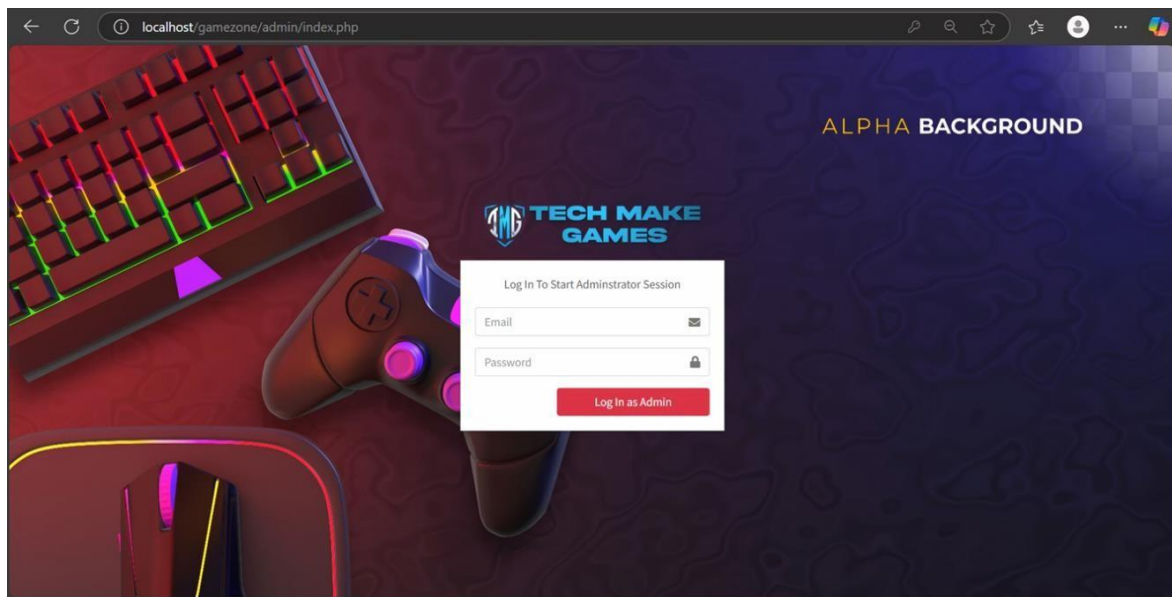 localhost/gamezone/admin/index.php
ALPHA BACKGROUND
TMG TECH MAKE
GAMES
Log In To Start Adminstrator Session
Email
Password
Log In as Admin